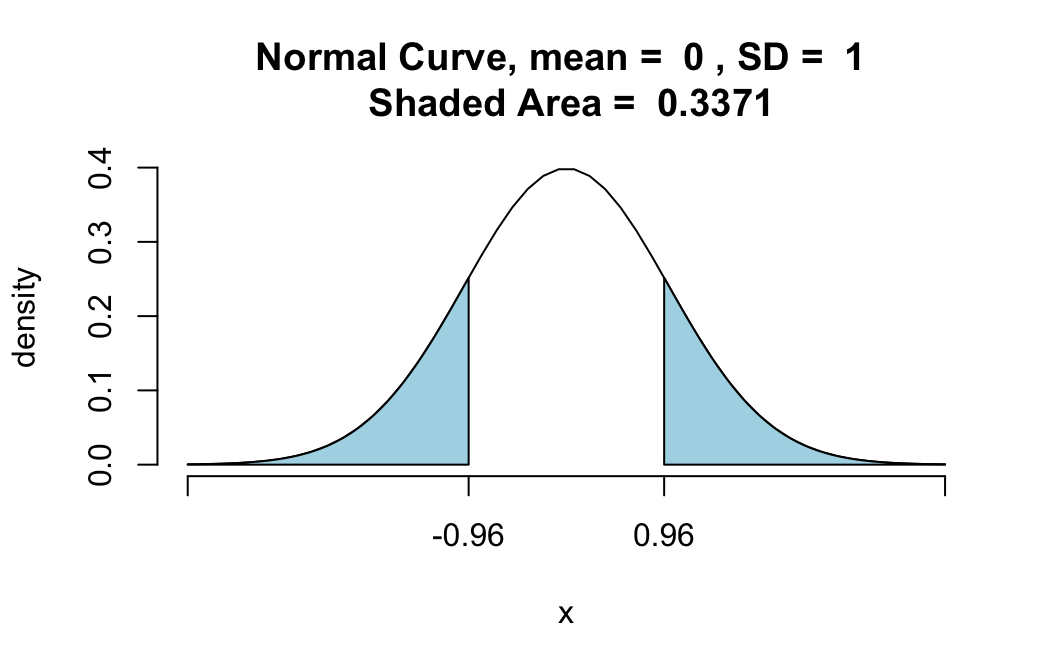 Normal Curve, mean =  0 , SD =  1
Shaded Area =  0.3371
0.4
0.3
0.2
0.1
0.0
density
-0.96 0.96
x